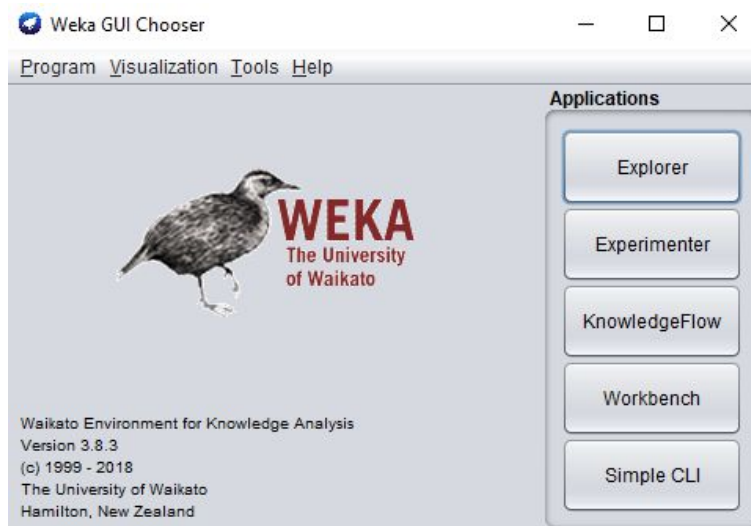 Weka GUI Chooser
Program Visualization Tools Help
Applications
WEKA
The University
of Waikato
Explorer
Experimenter
KnowledgeFlow
Workbench
Simple CLI
Waikato Environment for Knowledge Analysis
Version 3.8.3
(c) 1999 - 2018
The University of Waikato
Hamilton, New Zealand